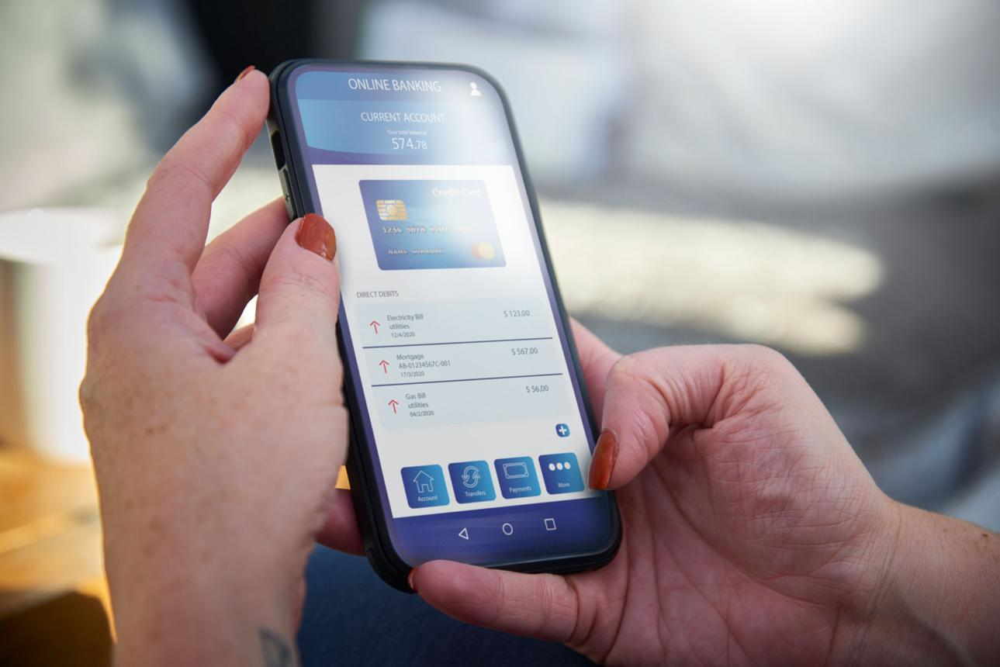 ONLINE BANKING
CURRENT ACCOUNT
Your total balance
574.78
Credit Card
1234 5678
NAME SURNAME
DIRECT DEBITS
Electricity Bill $ 123,00
utilities
12/4/2020
Mortgage $ 567,00
AB-01234567C-001
17/3/2020
Gas Bill $ 56,00
utilities
04/2/2020
Account Transfers Payments More